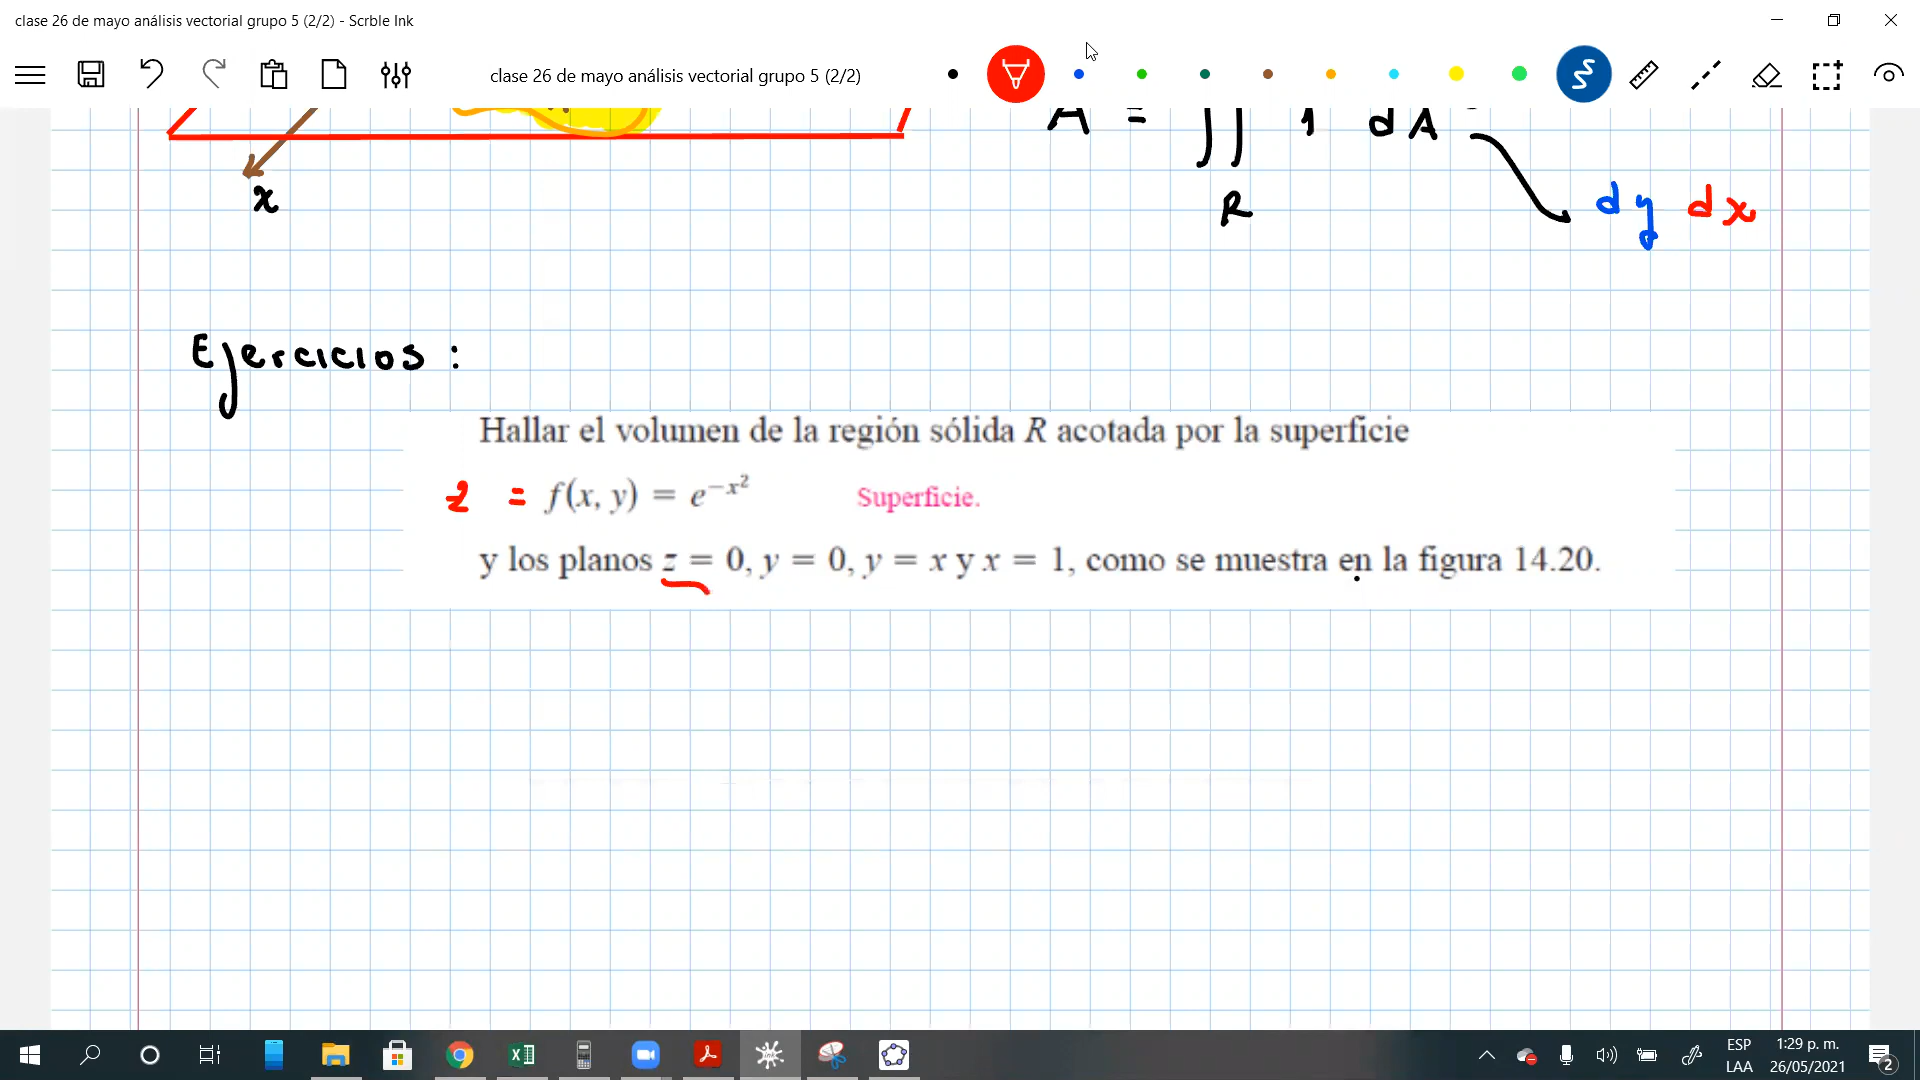 clase 26 de mayo análisis vectorial grupo 5 (2/2) - Scrble Ink
clase 26 de mayo análisis vectorial grupo 5 (2/2)
A = ∬ 1 dA
R
dy dx
x
Ejercicios :
Hallar el volumen de la región sólida R acotada por la superficie
z = f(x, y) = e^{-x^2} Superficie.
y los planos z = 0, y = 0, y = x y x = 1, como se muestra en la figura 14.20.
ESP
LAA
1:29 p. m.
26/05/2021
2